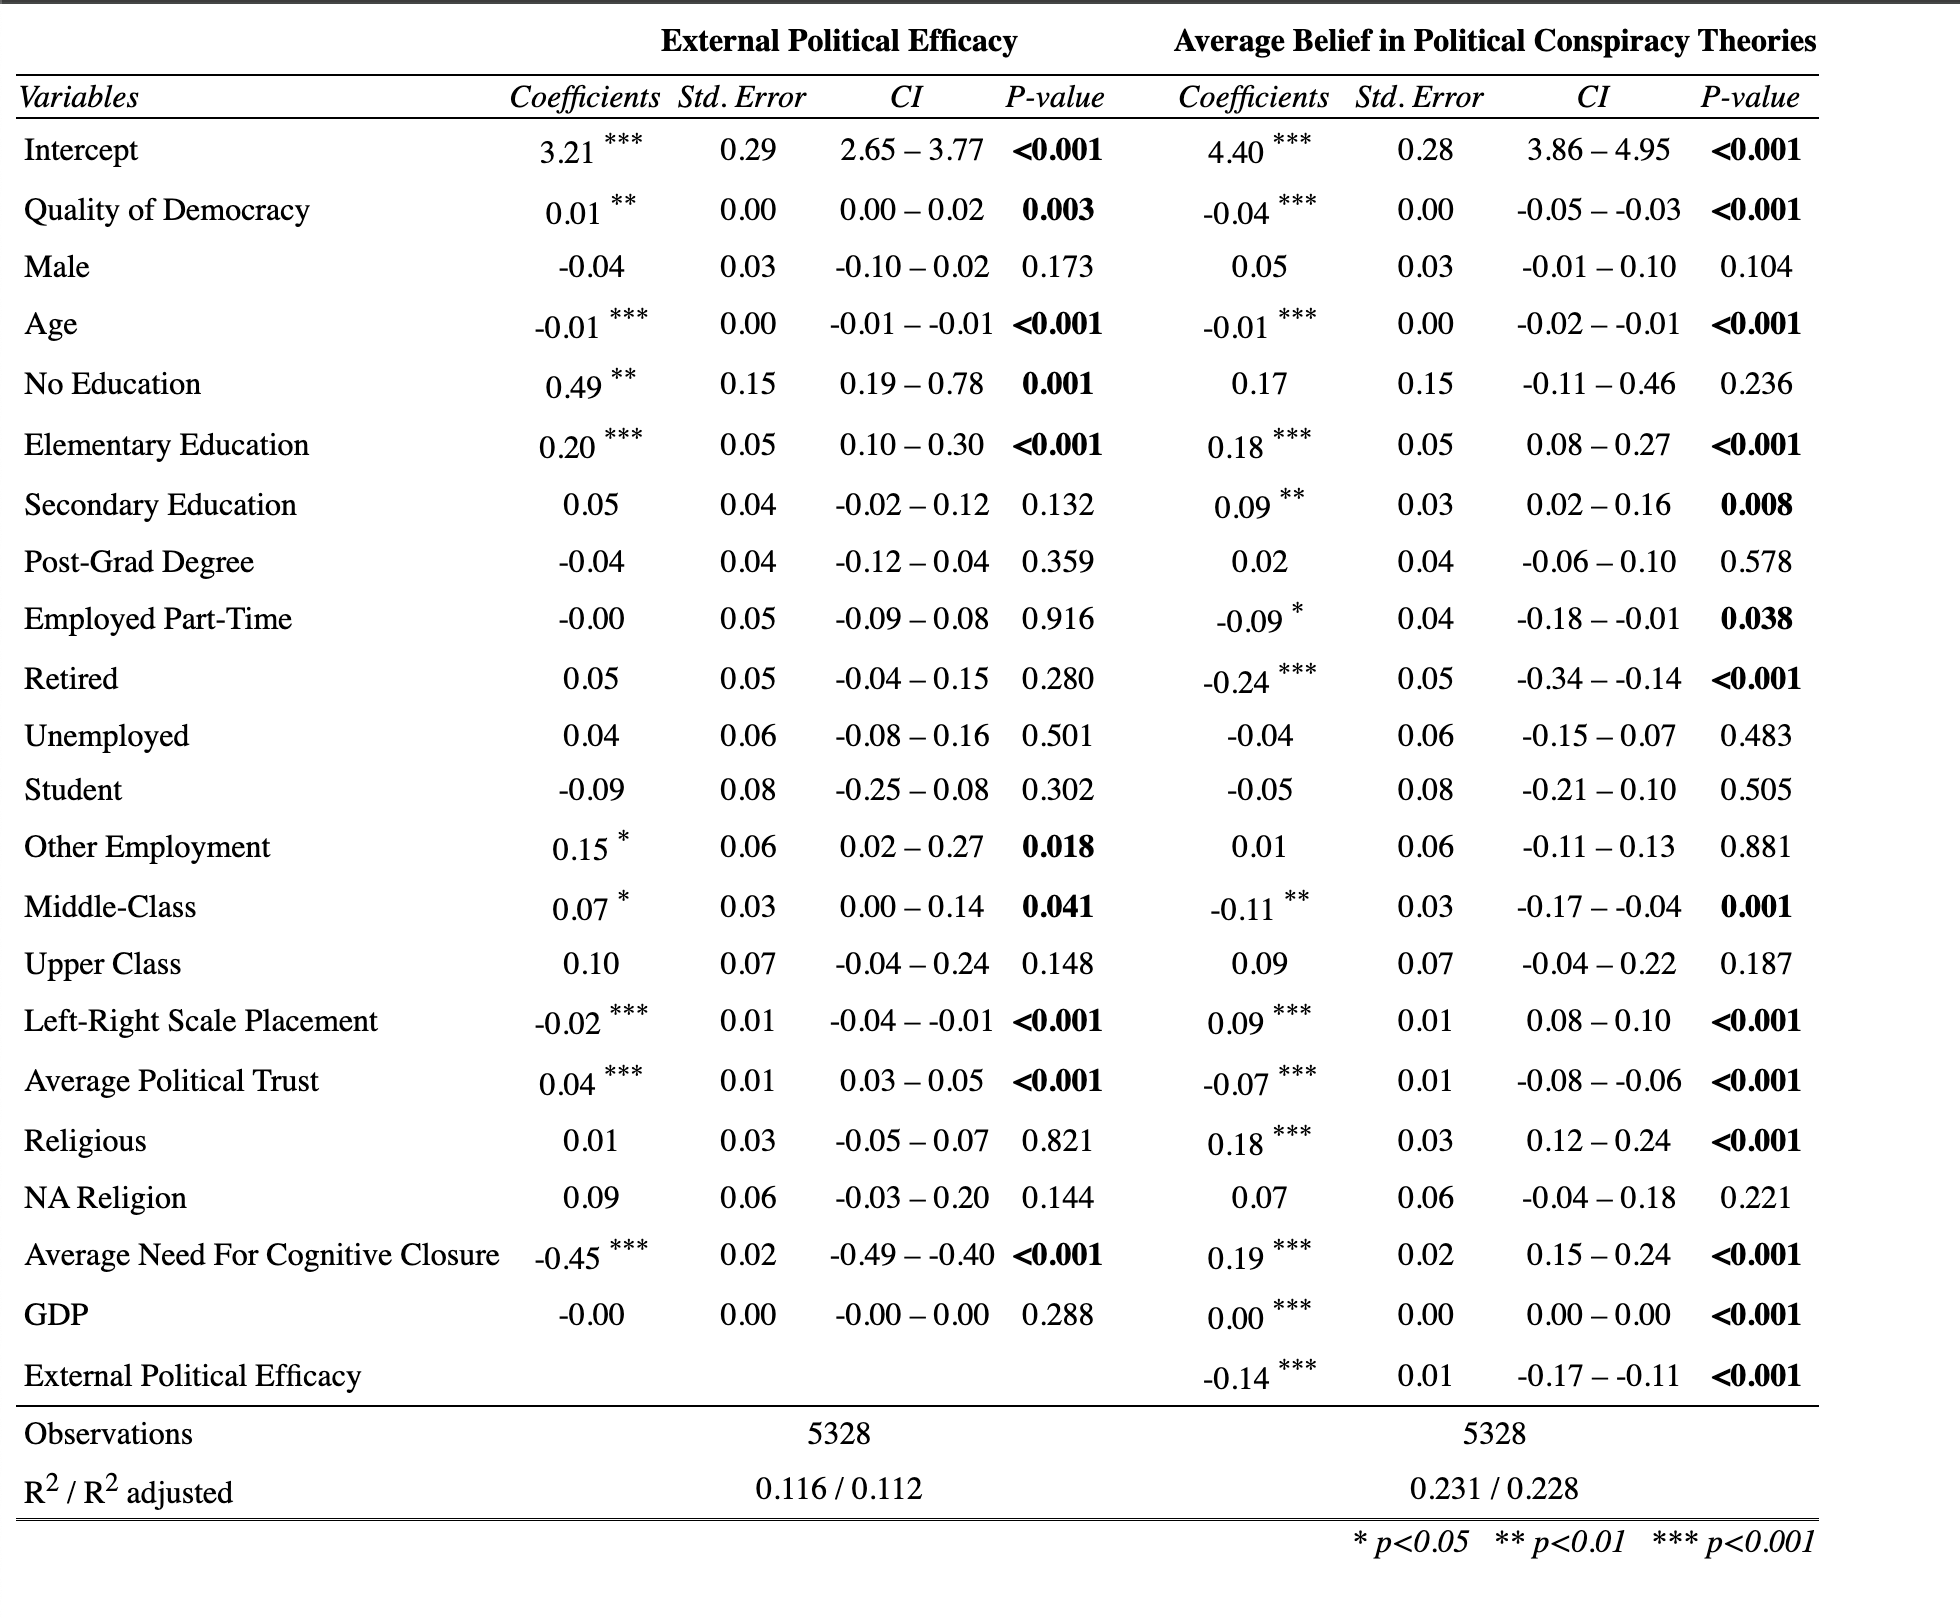 External Political Efficacy Average Belief in Political Conspiracy Theories
Variables Coefficients Std. Error CI P-value Coefficients Std. Error CI P-value
Intercept 3.21 *** 0.29 2.65 – 3.77 <0.001 4.40 *** 0.28 3.86 – 4.95 <0.001
Quality of Democracy 0.01 ** 0.00 0.00 – 0.02 0.003 -0.04 *** 0.00 -0.05 – -0.03 <0.001
Male -0.04 0.03 -0.10 – 0.02 0.173 0.05 0.03 -0.01 – 0.10 0.104
Age -0.01 *** 0.00 -0.01 – -0.01 <0.001 -0.01 *** 0.00 -0.02 – -0.01 <0.001
No Education 0.49 ** 0.15 0.19 – 0.78 0.001 0.17 0.15 -0.11 – 0.46 0.236
Elementary Education 0.20 *** 0.05 0.10 – 0.30 <0.001 0.18 *** 0.05 0.08 – 0.27 <0.001
Secondary Education 0.05 0.04 -0.02 – 0.12 0.132 0.09 ** 0.03 0.02 – 0.16 0.008
Post-Grad Degree -0.04 0.04 -0.12 – 0.04 0.359 0.02 0.04 -0.06 – 0.10 0.578
Employed Part-Time -0.00 0.05 -0.09 – 0.08 0.916 -0.09 * 0.04 -0.18 – -0.01 0.038
Retired 0.05 0.05 -0.04 – 0.15 0.280 -0.24 *** 0.05 -0.34 – -0.14 <0.001
Unemployed 0.04 0.06 -0.08 – 0.16 0.501 -0.04 0.06 -0.15 – 0.07 0.483
Student -0.09 0.08 -0.25 – 0.08 0.302 -0.05 0.08 -0.21 – 0.10 0.505
Other Employment 0.15 * 0.06 0.02 – 0.27 0.018 0.01 0.06 -0.11 – 0.13 0.881
Middle-Class 0.07 * 0.03 0.00 – 0.14 0.041 -0.11 ** 0.03 -0.17 – -0.04 0.001
Upper Class 0.10 0.07 -0.04 – 0.24 0.148 0.09 0.07 -0.04 – 0.22 0.187
Left-Right Scale Placement -0.02 *** 0.01 -0.04 – -0.01 <0.001 0.09 *** 0.01 0.08 – 0.10 <0.001
Average Political Trust 0.04 *** 0.01 0.03 – 0.05 <0.001 -0.07 *** 0.01 -0.08 – -0.06 <0.001
Religious 0.01 0.03 -0.05 – 0.07 0.821 0.18 *** 0.03 0.12 – 0.24 <0.001
NA Religion 0.09 0.06 -0.03 – 0.20 0.144 0.07 0.06 -0.04 – 0.18 0.221
Average Need For Cognitive Closure -0.45 *** 0.02 -0.49 – -0.40 <0.001 0.19 *** 0.02 0.15 – 0.24 <0.001
GDP -0.00 0.00 -0.00 – 0.00 0.288 0.00 *** 0.00 0.00 – 0.00 <0.001
External Political Efficacy -0.14 *** 0.01 -0.17 – -0.11 <0.001
Observations 5328 5328
R2 / R2 adjusted 0.116 / 0.112 0.231 / 0.228
* p<0.05 ** p<0.01 *** p<0.001